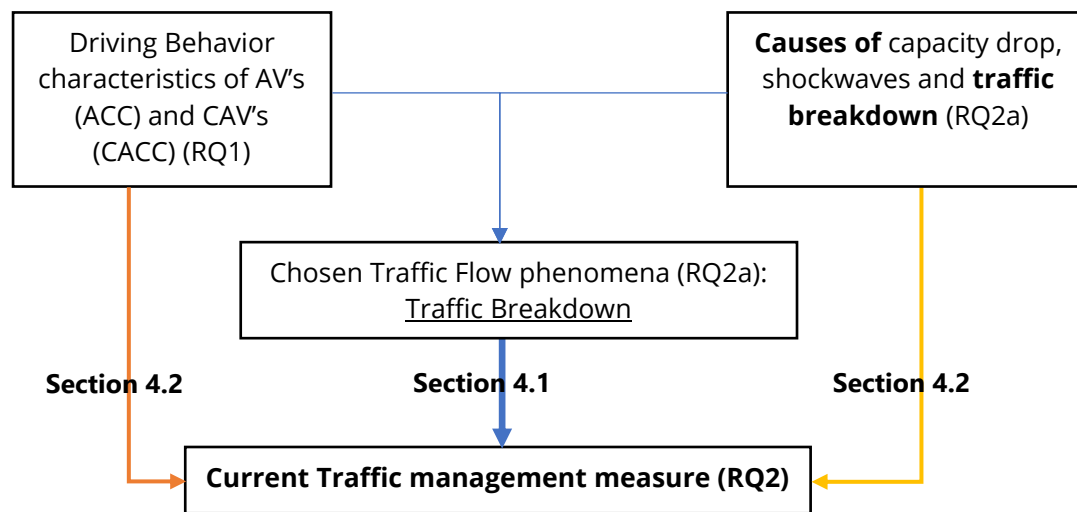 Driving Behavior
characteristics of AV's
(ACC) and CAV's
(CACC) (RQ1)
Causes of capacity drop,
shockwaves and traffic
breakdown (RQ2a)
Chosen Traffic Flow phenomena (RQ2a):
Traffic Breakdown
Section 4.2
Section 4.1
Section 4.2
Current Traffic management measure (RQ2)